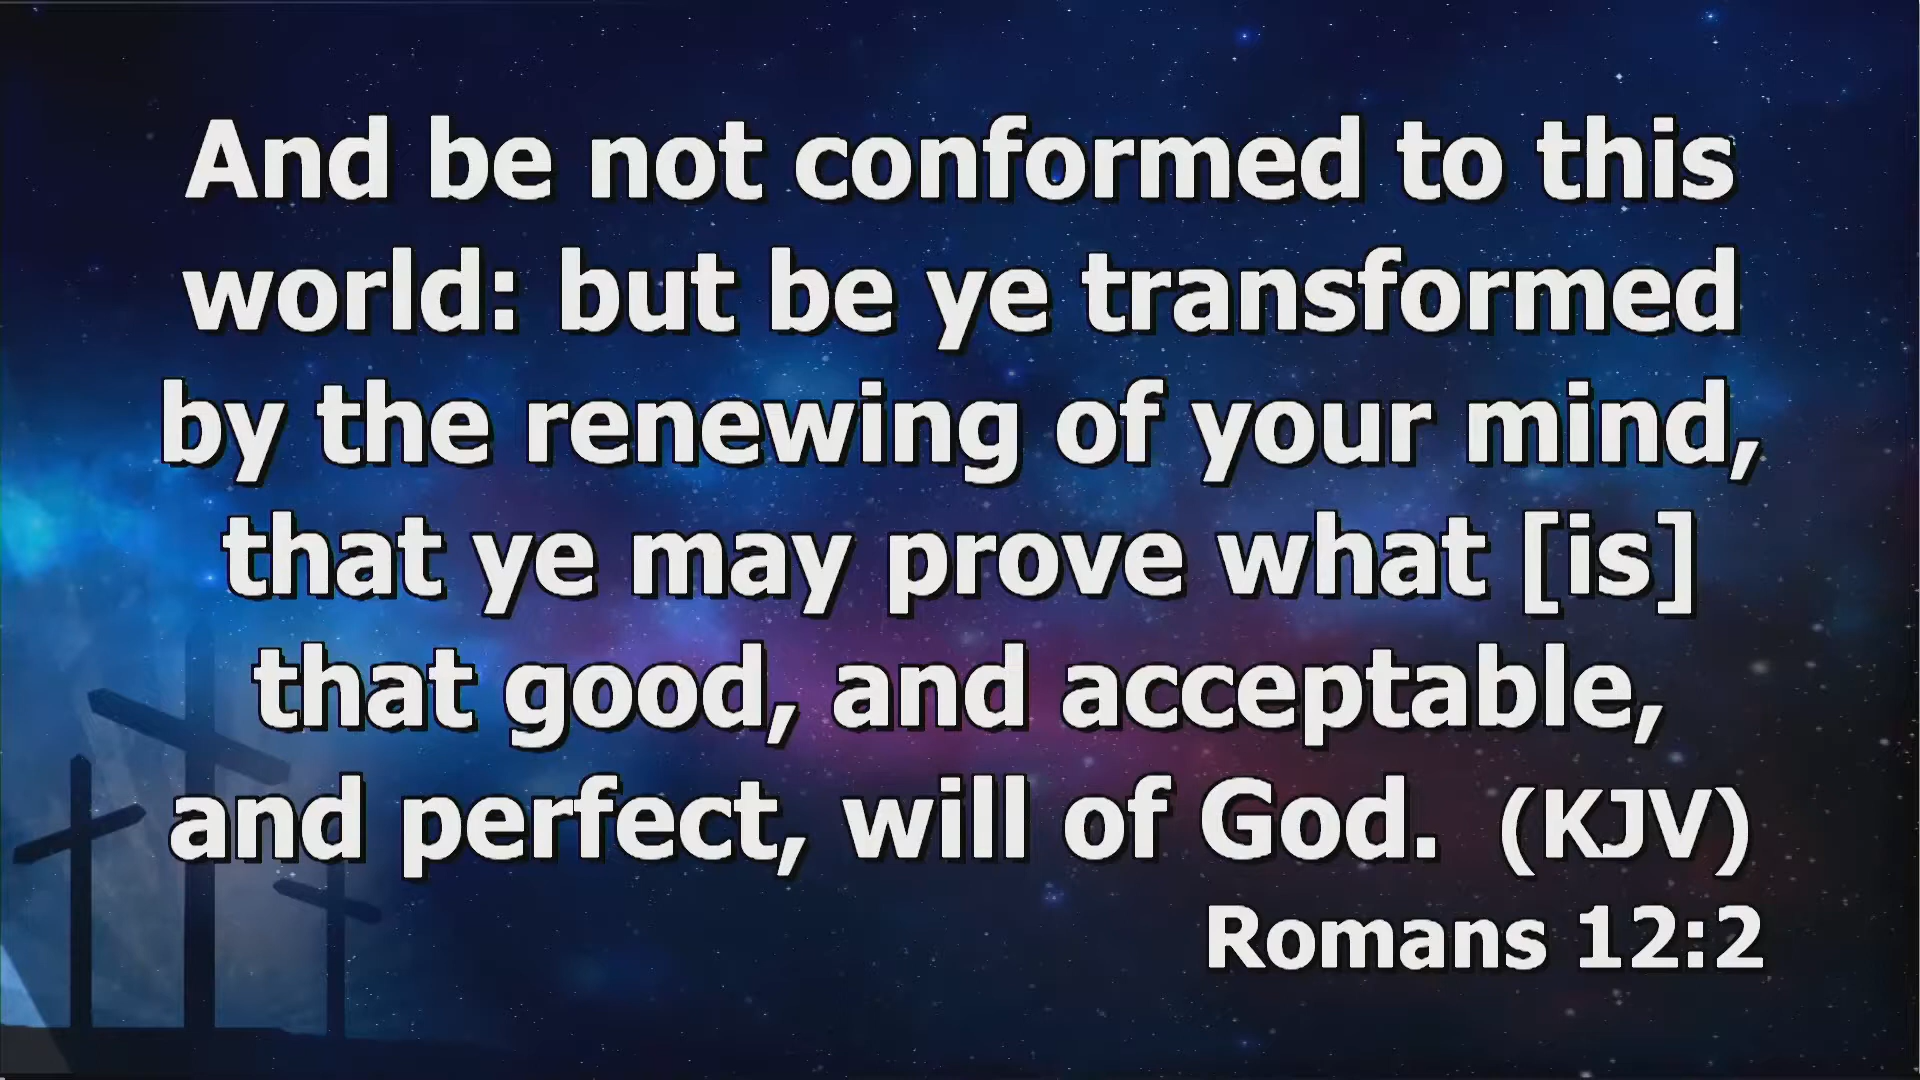 And be not conformed to this
world: but be ye transformed
by the renewing of your mind,
that ye may prove what [is]
that good, and acceptable,
and perfect, will of God.  (KJV)
Romans 12:2